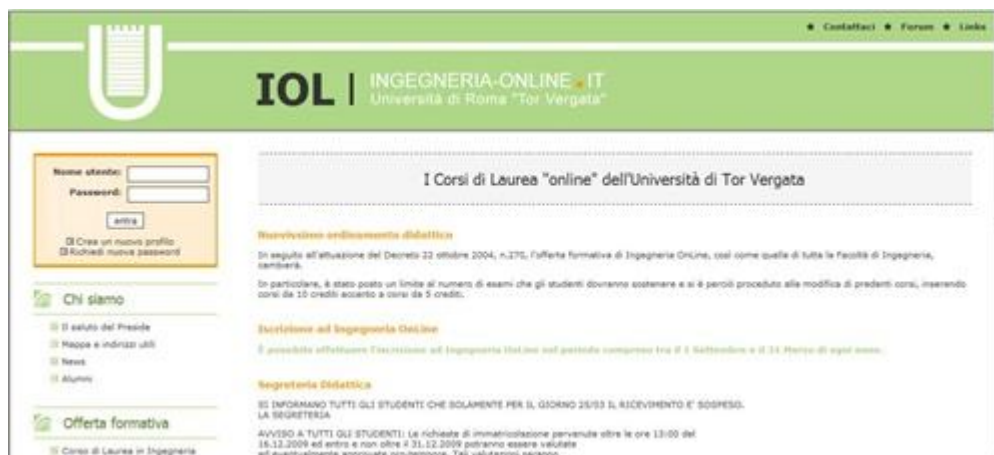 ★ Contattaci ★ Forum ★ Links
IOL | INGEGNERIA-ONLINE.IT
Università di Roma "Tor Vergata"
Nome utente:
Password:
entra
Crea un nuovo profilo
Richiedi nuova password
Chi siamo
Il saluto del Preside
Mappa e indirizzi utili
News
Alumni
Offerta formativa
Corso di Laurea in Ingegneria
I Corsi di Laurea "online" dell'Università di Tor Vergata
Nuovissimo ordinamento didattico
In seguito all'attuazione del Decreto 22 ottobre 2004, n.270, l'offerta formativa di Ingegneria OnLine, così come quella di tutta la Facoltà di Ingegneria,
cambierà.
In particolare, è stato posto un limite al numero di esami che gli studenti dovranno sostenere e si è perciò proceduto alla modifica di predenti corsi, inserendo
corsi da 10 crediti accanto a corsi da 5 crediti.
Iscrizione ad Ingegneria OnLine
È possibile effettuare l'iscrizione ad Ingegneria OnLine nel periodo compreso tra il 1 Settembre e il 31 Marzo di ogni anno.
Segreteria Didattica
SI INFORMANO TUTTI GLI STUDENTI CHE SOLAMENTE PER IL GIORNO 25/03 IL RICEVIMENTO E' SOSPESO.
LA SEGRETERIA
AVVISO A TUTTI GLI STUDENTI: Le richieste di immatricolazione pervenute oltre le ore 13:00 del
16.12.2009 ed entro e non oltre il 31.12.2009 potranno essere valutate
ed eventualmente approvate pro-tempore. Tali valutazioni saranno